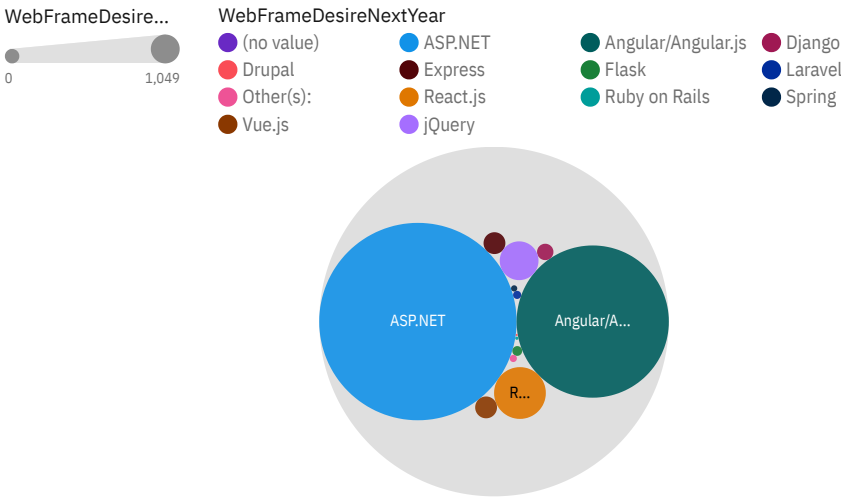 WebFrameDesire...
0
1,049
WebFrameDesireNextYear
(no value)
ASP.NET
Angular/Angular.js
Django
Drupal
Express
Flask
Laravel
Other(s):
React.js
Ruby on Rails
Spring
Vue.js
jQuery
ASP.NET
Angular/A...
R...